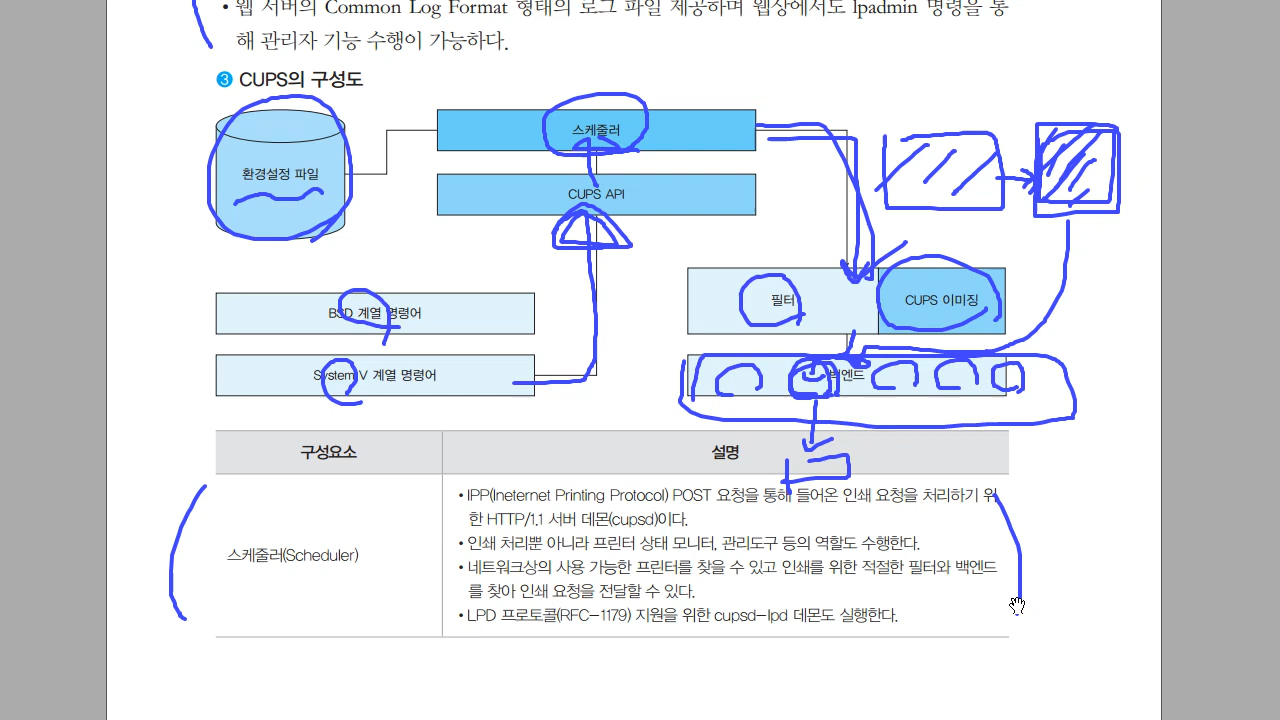 • 웹 서버의 Common Log Format 형태의 로그 파일 제공하며 웹상에서도 lpadmin 명령을 통
해 관리자 기능 수행이 가능하다.
3 CUPS의 구성도
환경설정 파일
스케줄러
CUPS API
BSD 계열 명령어
System V 계열 명령어
필터
CUPS 이미징
백엔드
구성요소 설명
스케줄러(Scheduler)
• IPP(Ineternet Printing Protocol) POST 요청을 통해 들어온 인쇄 요청을 처리하기 위
한 HTTP/1.1 서버 데몬(cupsd)이다.
• 인쇄 처리뿐 아니라 프린터 상태 모니터, 관리도구 등의 역할도 수행한다.
• 네트워크상의 사용 가능한 프린터를 찾을 수 있고 인쇄를 위한 적절한 필터와 백엔드
를 찾아 인쇄 요청을 전달할 수 있다.
• LPD 프로토콜(RFC-1179) 지원을 위한 cupsd-lpd 데몬도 실행한다.